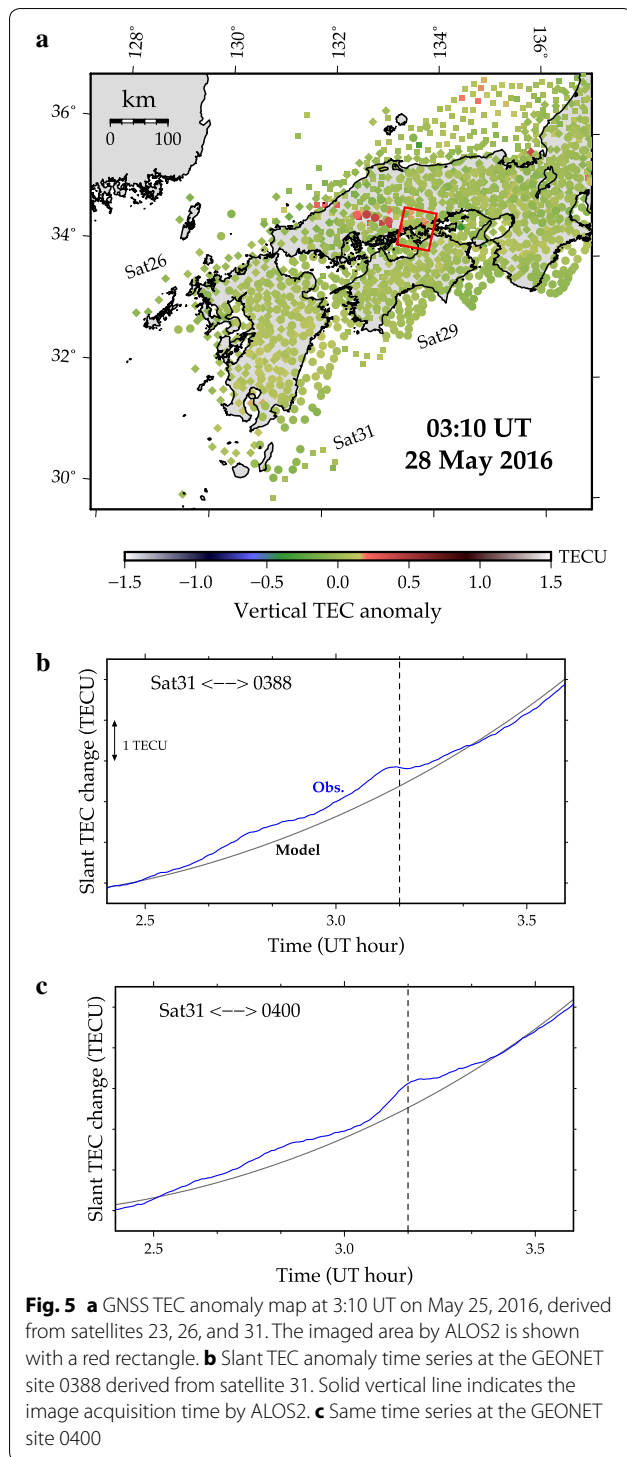 a
128° 130° 132° 134° 136°
km
0 100
36°
34°
32°
30°
Sat26
Sat29
Sat31
03:10 UT
28 May 2016
TECU
−1.5 −1.0 −0.5 0.0 0.5 1.0 1.5
Vertical TEC anomaly
b
Sat31 <−−> 0388
1 TECU
Obs.
Model
Slant TEC change (TECU)
2.5 3.0 3.5
Time (UT hour)
c
Sat31 <−−> 0400
Slant TEC change (TECU)
2.5 3.0 3.5
Time (UT hour)
Fig. 5 a GNSS TEC anomaly map at 3:10 UT on May 25, 2016, derived
from satellites 23, 26, and 31. The imaged area by ALOS2 is shown
with a red rectangle. b Slant TEC anomaly time series at the GEONET
site 0388 derived from satellite 31. Solid vertical line indicates the
image acquisition time by ALOS2. c Same time series at the GEONET
site 0400